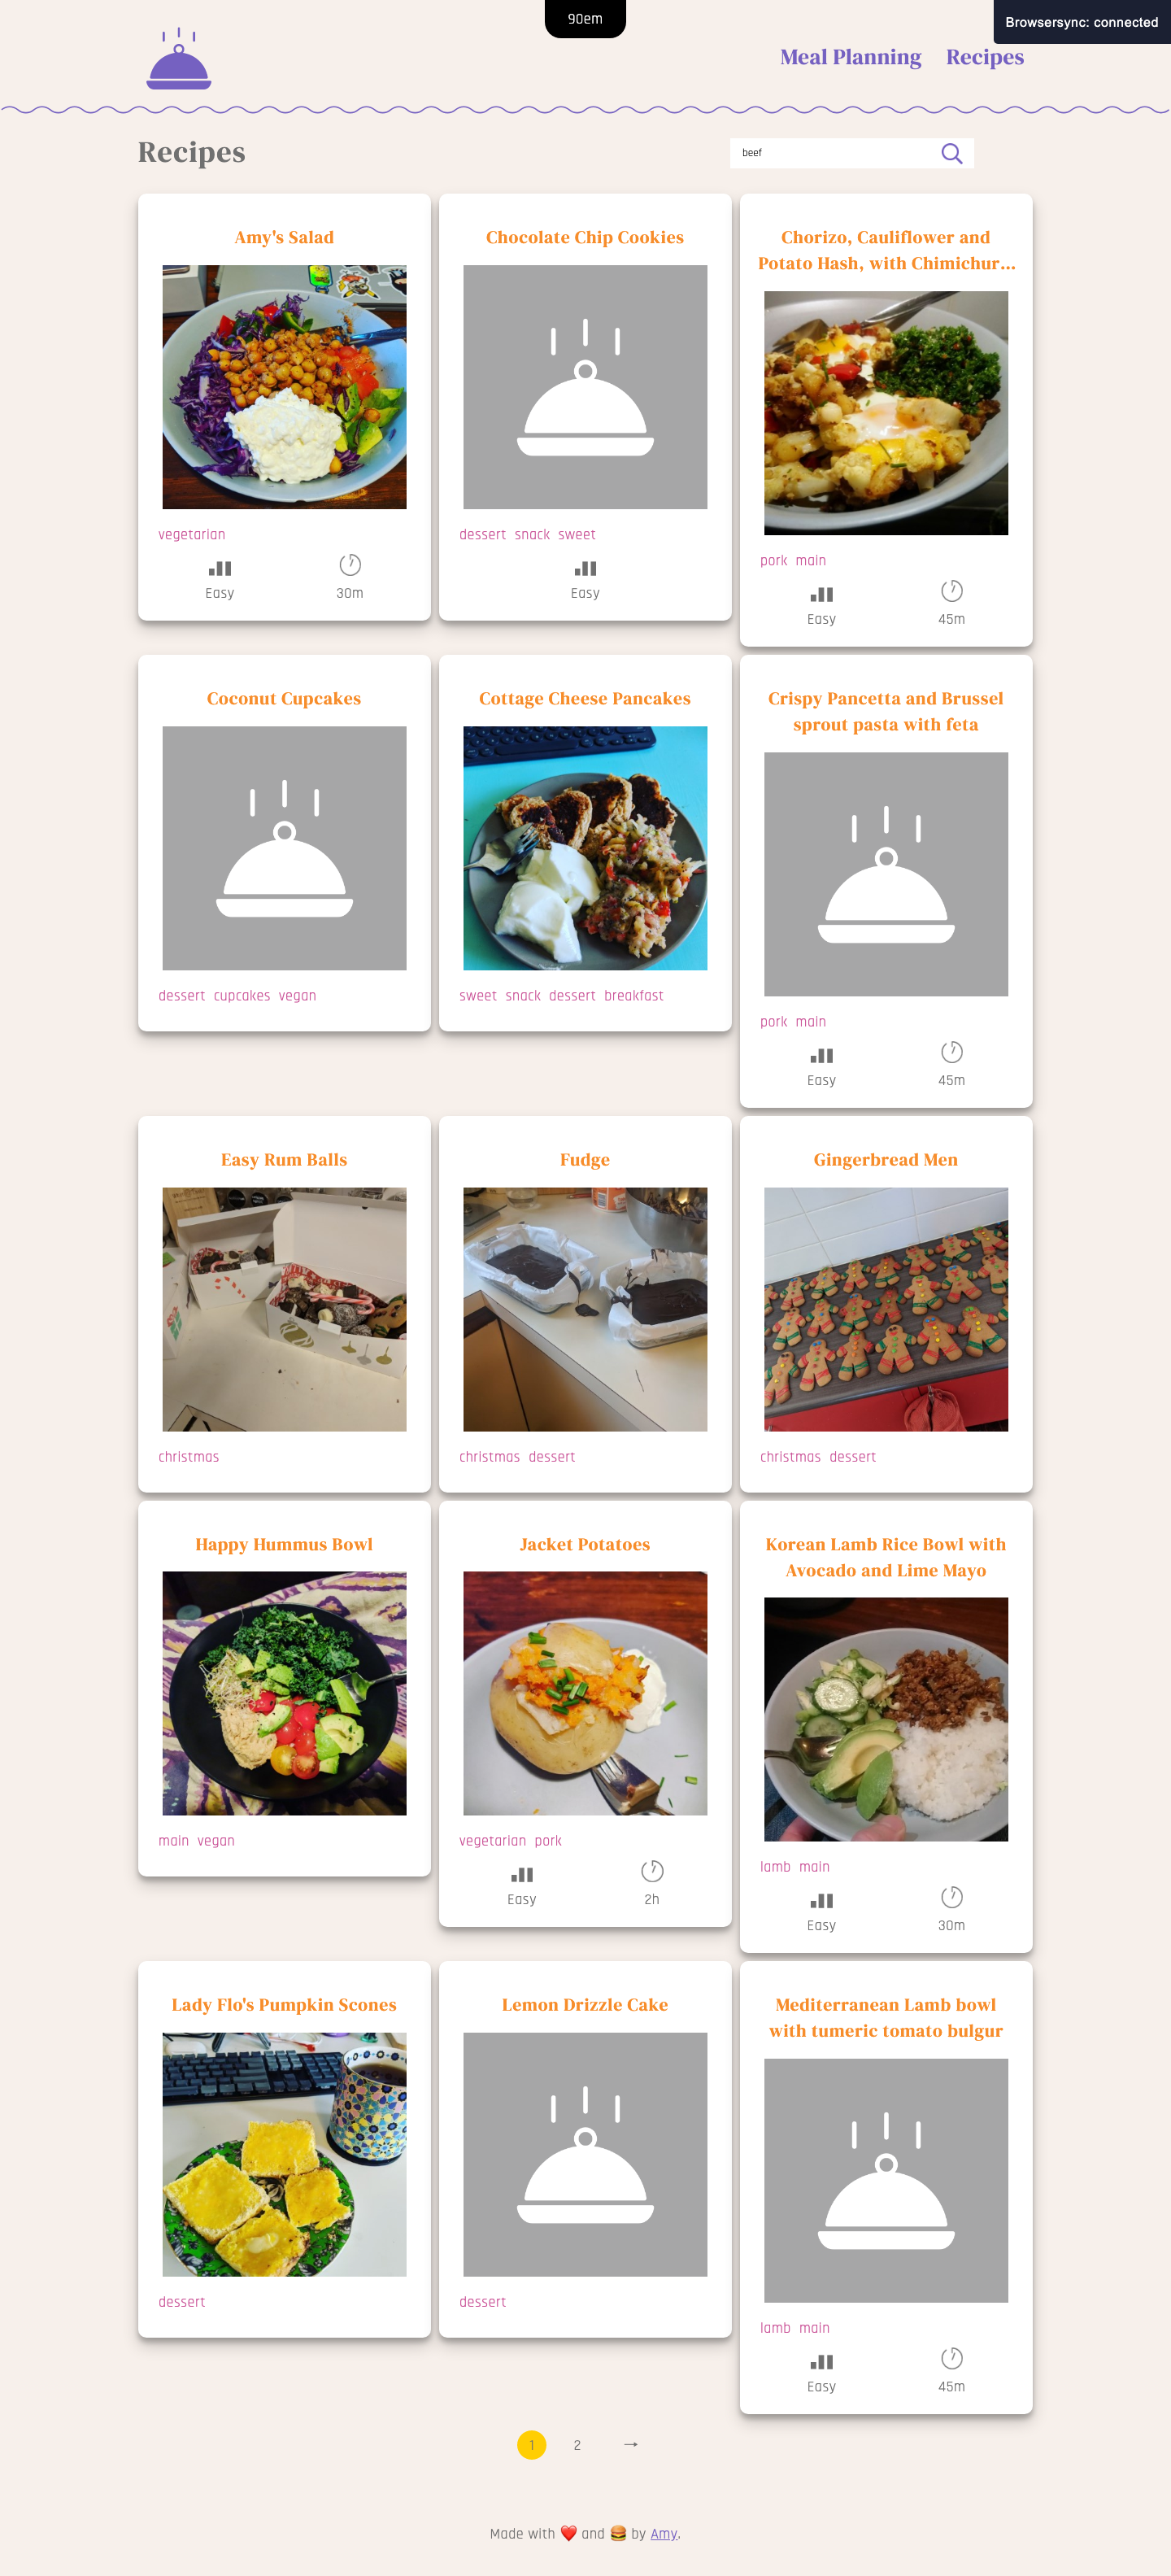 90em
Browsersync: connected
Meal Planning Recipes
Recipes
beef
Amy's Salad
vegetarian
Easy
30m
Chocolate Chip Cookies
dessert snack sweet
Easy
Chorizo, Cauliflower and
Potato Hash, with Chimichur...
pork main
Easy
45m
Coconut Cupcakes
dessert cupcakes vegan
Cottage Cheese Pancakes
sweet snack dessert breakfast
Crispy Pancetta and Brussel
sprout pasta with feta
pork main
Easy
45m
Easy Rum Balls
christmas
Fudge
christmas dessert
Gingerbread Men
christmas dessert
Happy Hummus Bowl
main vegan
Jacket Potatoes
vegetarian pork
Easy
2h
Korean Lamb Rice Bowl with
Avocado and Lime Mayo
lamb main
Easy
30m
Lady Flo's Pumpkin Scones
dessert
Lemon Drizzle Cake
dessert
Mediterranean Lamb bowl
with tumeric tomato bulgur
lamb main
Easy
45m
1 2 →
Made with ❤️ and 🍔 by Amy.